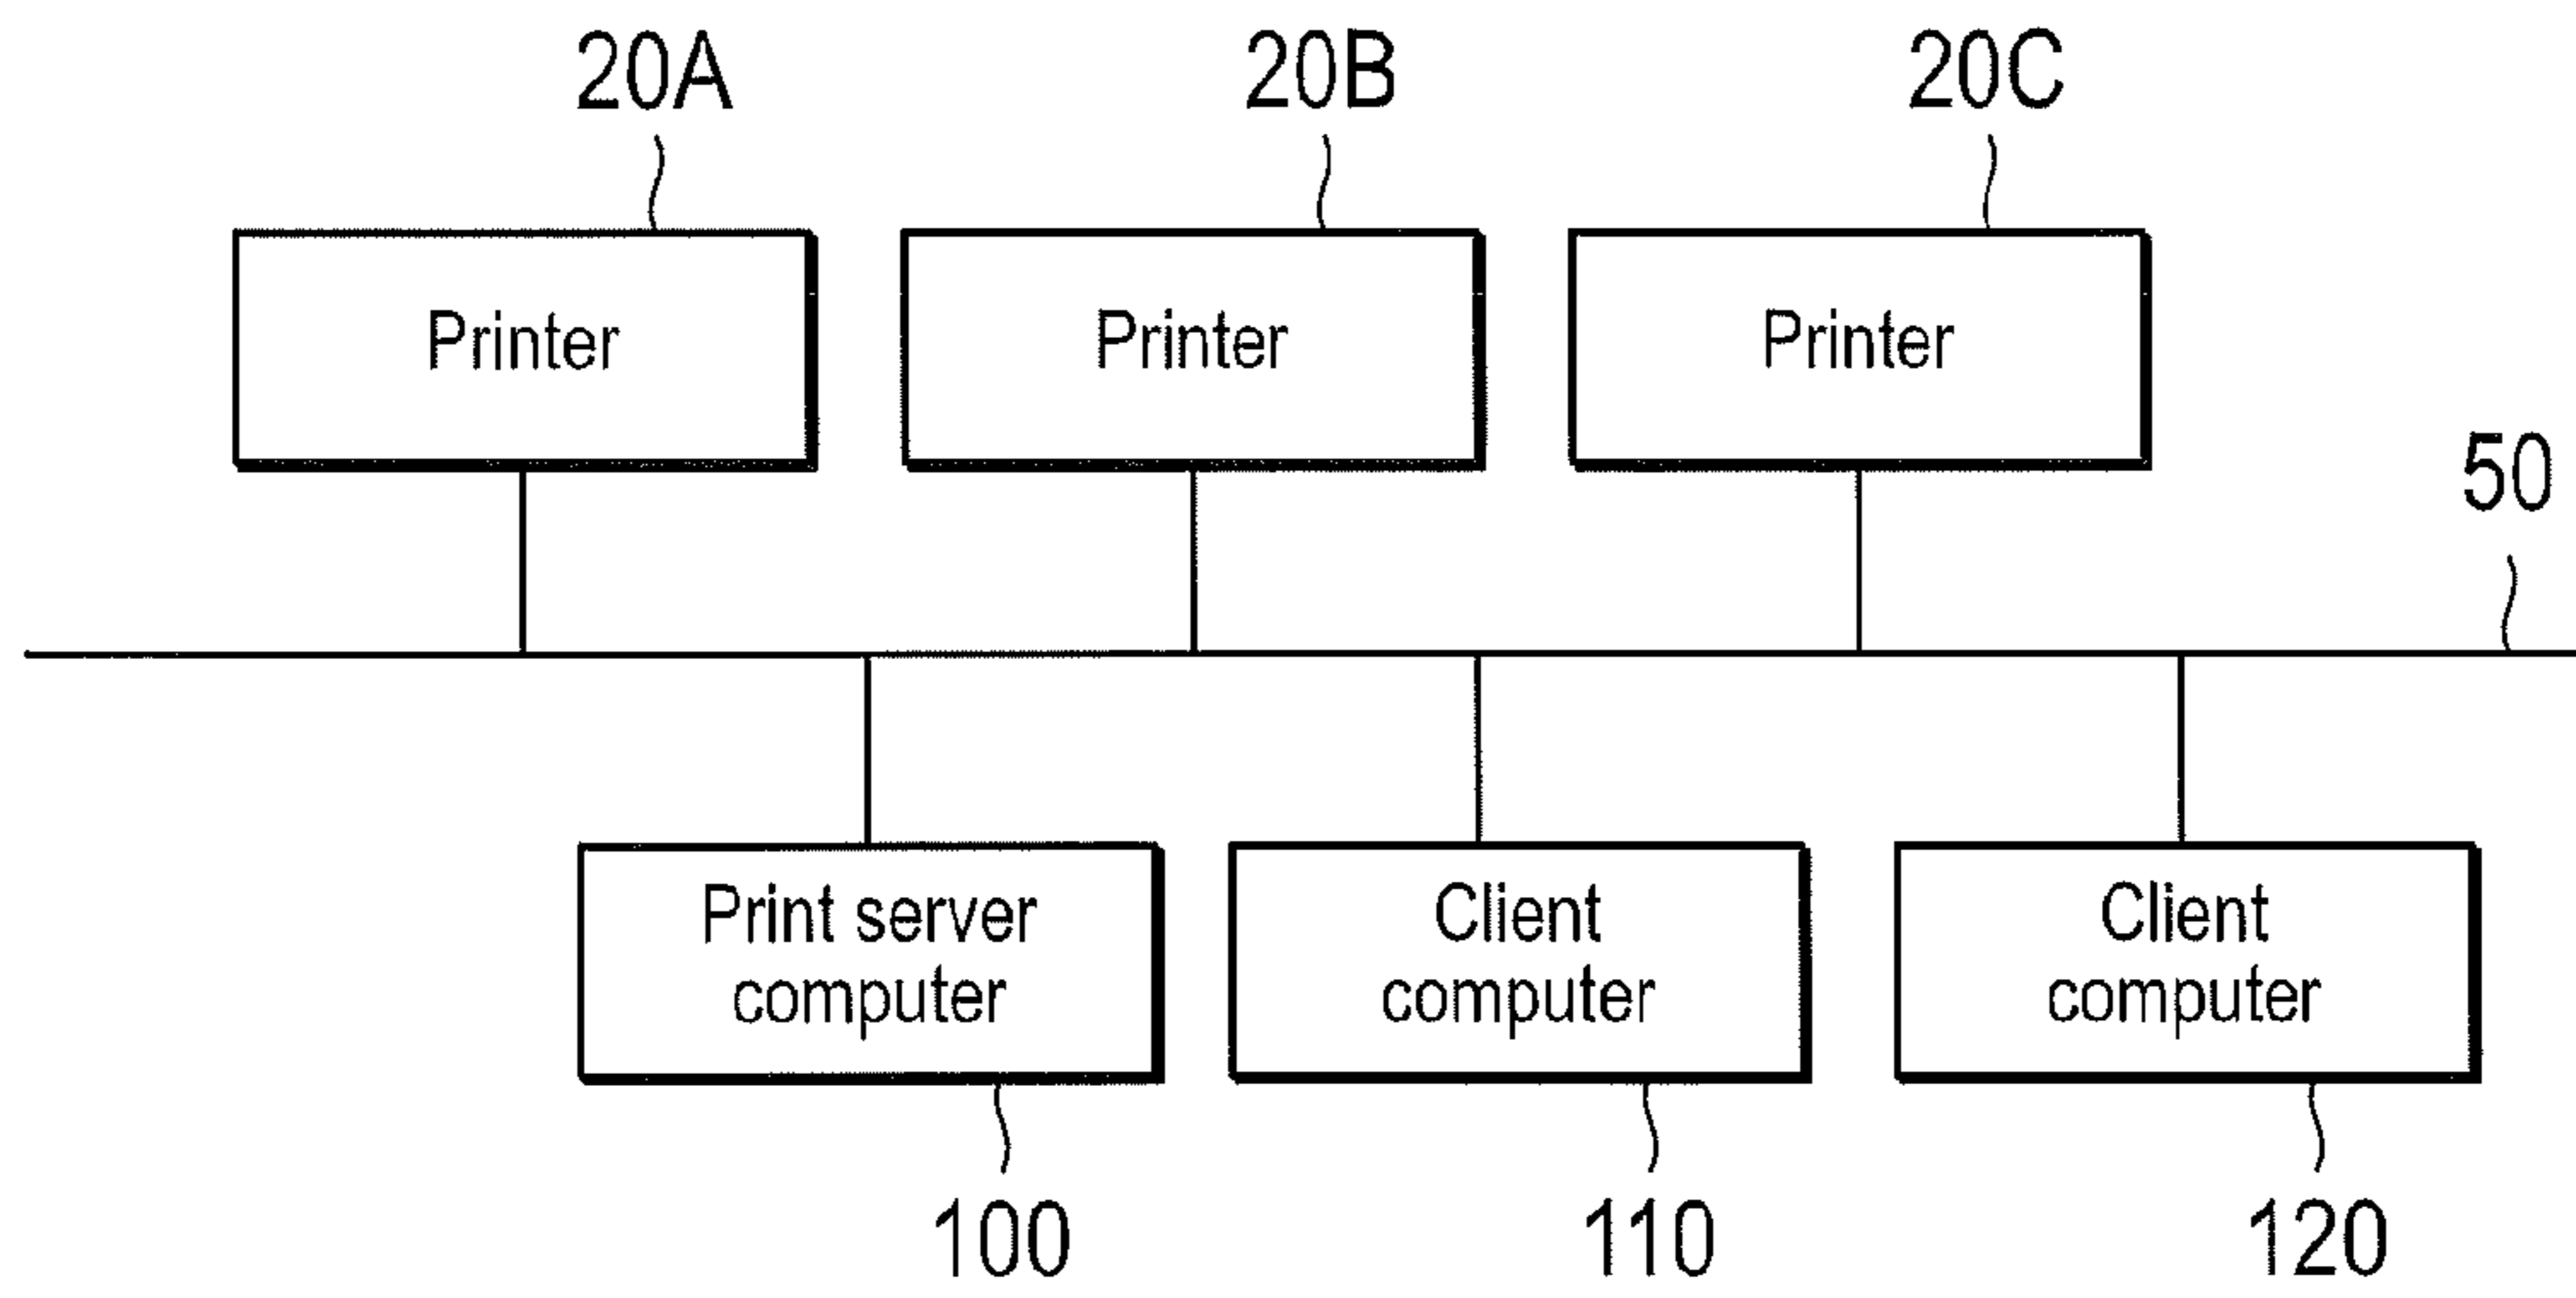 20A
20B
20C
Printer
Printer
Printer
50
Print server
computer
Client
computer
Client
computer
100
110
120